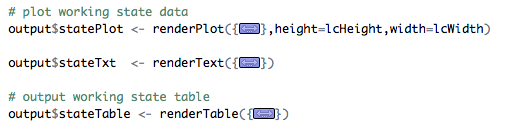 # plot working state data
output$statePlot <- renderPlot({↔},height=lcHeight,width=lcWidth)
output$stateTxt  <- renderText({↔})
# output working state table
output$stateTable <- renderTable({↔})